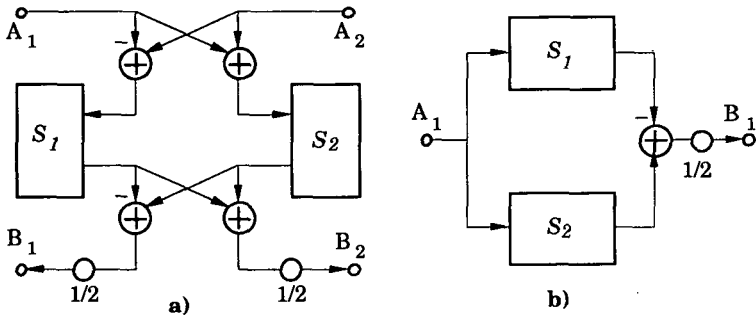 A1 A2
−
S1 S2
−
B1 B2
1/2 1/2
a)
S1
A1 − B1
1/2
S2
b)